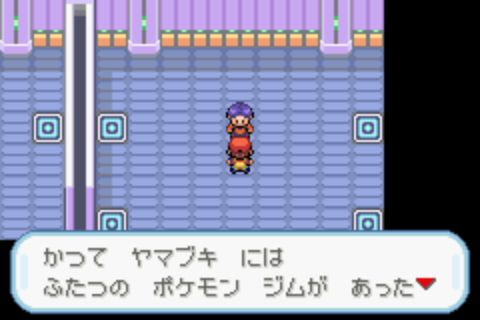 かつて　ヤマブキ　には
ふたつの　ポケモン　ジムが　あった